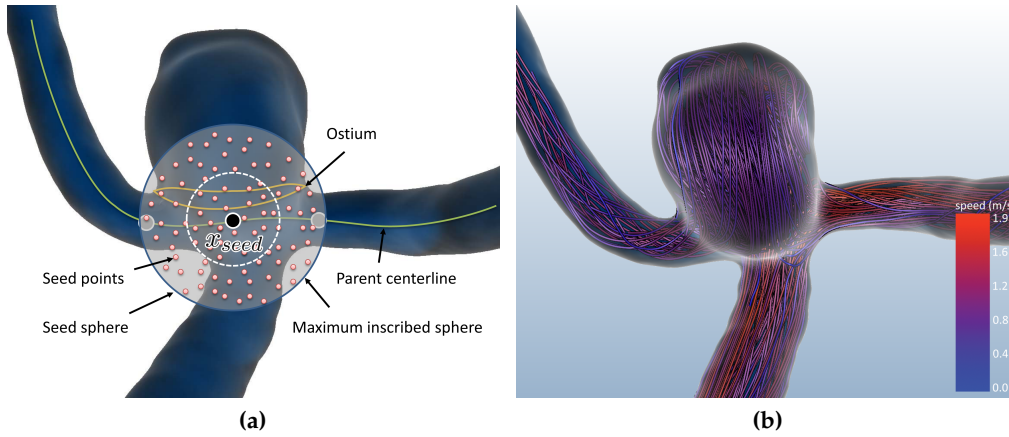 Ostium
x_seed
Seed points
Parent centerline
Seed sphere
Maximum inscribed sphere
speed (m/s
1.9
1.6
1.2
0.8
0.4
0.0
(a)
(b)